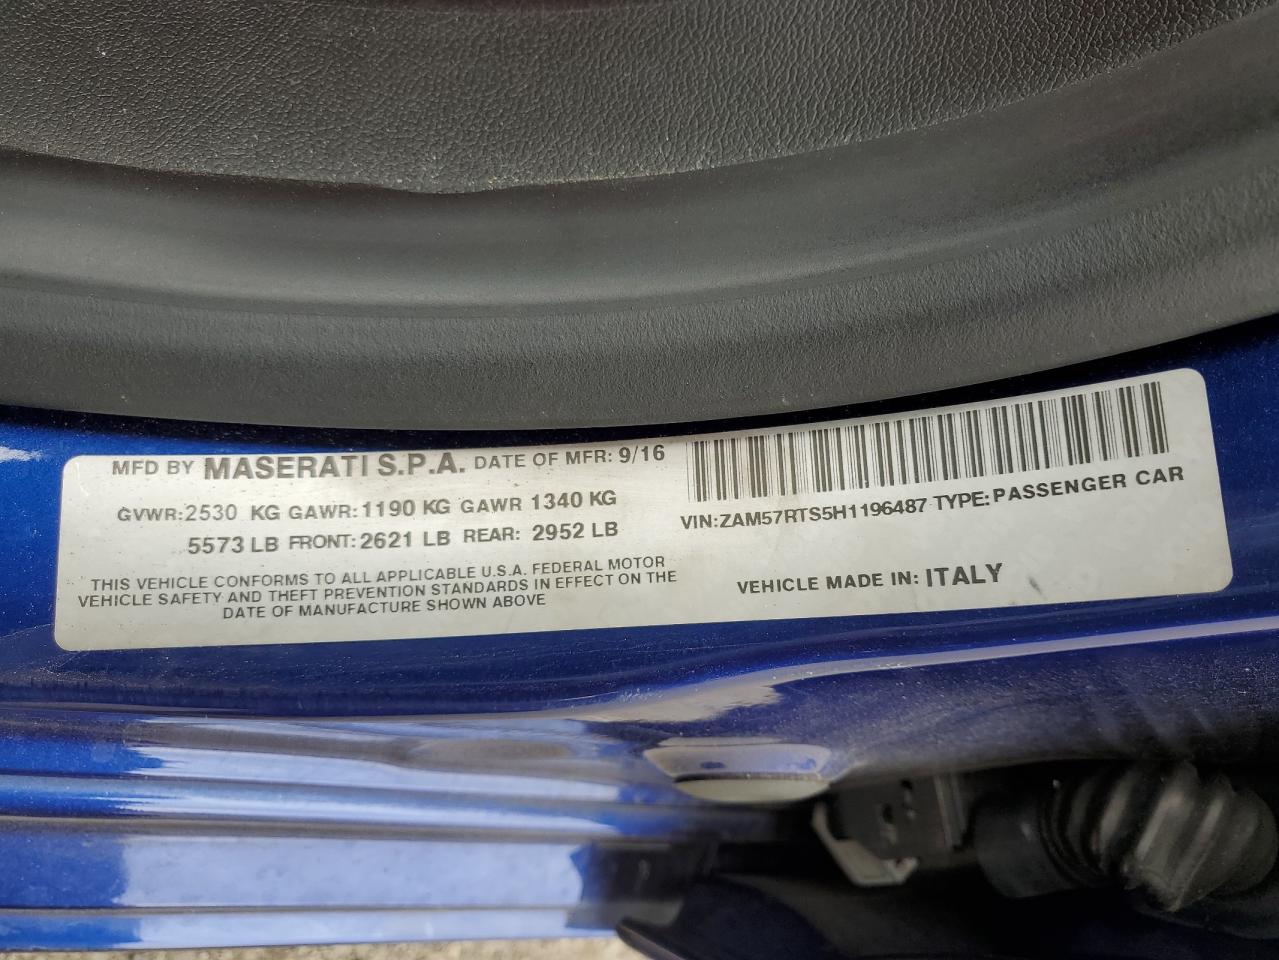 MFD BY MASERATI S.P.A. DATE OF MFR: 9/16
GVWR:2530 KG GAWR:1190 KG GAWR 1340 KG
5573 LB FRONT:2621 LB REAR: 2952 LB
THIS VEHICLE CONFORMS TO ALL APPLICABLE U.S.A. FEDERAL MOTOR
VEHICLE SAFETY AND THEFT PREVENTION STANDARDS IN EFFECT ON THE
DATE OF MANUFACTURE SHOWN ABOVE
VIN:ZAM57RTS5H1196487 TYPE:PASSENGER CAR
VEHICLE MADE IN: ITALY